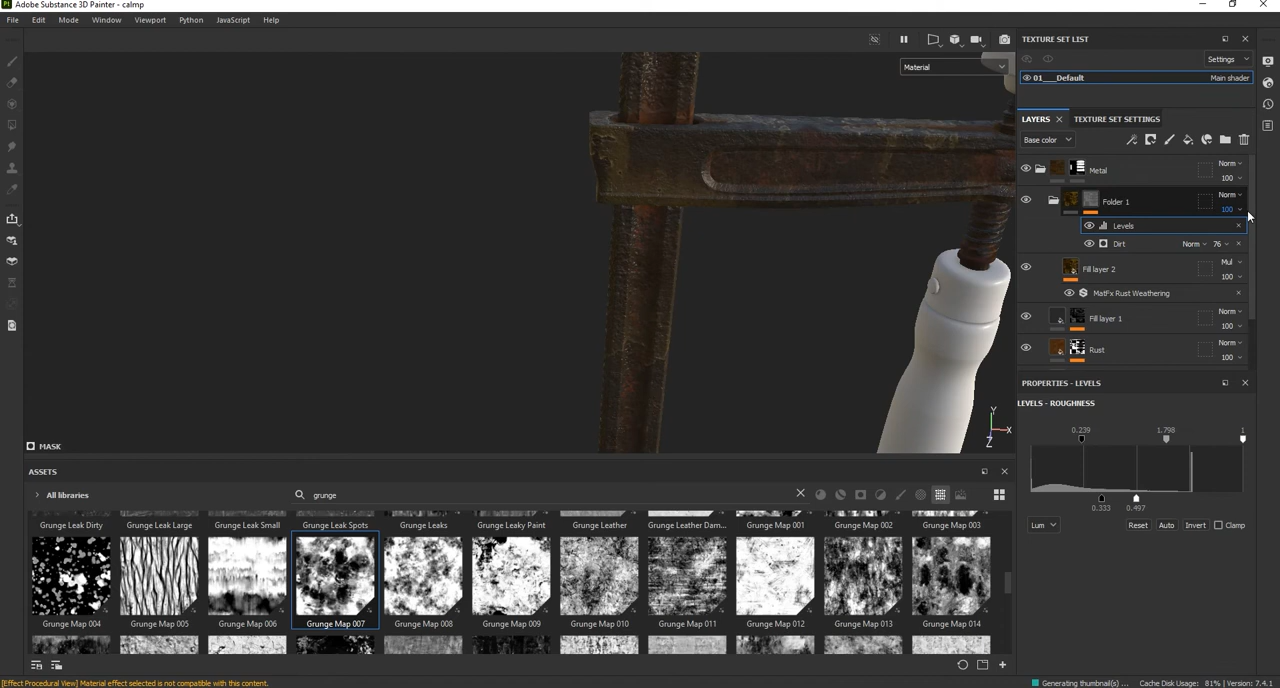 Adobe Substance 3D Painter - calmp
File Edit Mode Window Viewport Python JavaScript Help
Material
MASK
TEXTURE SET LIST
Settings
01___Default Main shader
LAYERS TEXTURE SET SETTINGS
Base color
Metal Norm 100
Folder 1 Norm 100
Levels
Dirt Norm 76
Fill layer 2 Mul 100
MatFx Rust Weathering
Fill layer 1 Norm 100
Rust Norm 100
PROPERTIES - LEVELS
LEVELS - ROUGHNESS
0.239 1.798 1
0.333 0.497
Lum Reset Auto Invert Clamp
Y
X
Z
ASSETS
All libraries grunge
Grunge Leak Dirty Grunge Leak Large Grunge Leak Small Grunge Leak Spots Grunge Leaks Grunge Leaky Paint Grunge Leather Grunge Leather Dam... Grunge Map 001 Grunge Map 002 Grunge Map 003
Grunge Map 004 Grunge Map 005 Grunge Map 006 Grunge Map 007 Grunge Map 008 Grunge Map 009 Grunge Map 010 Grunge Map 011 Grunge Map 012 Grunge Map 013 Grunge Map 014
[Effect Procedural View] Material effect selected is not compatible with this content. Generating thumbnail(s) ... Cache Disk Usage: 81% | Version: 7.4.1